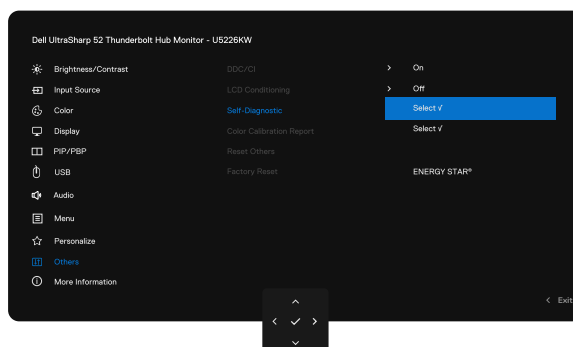 Dell UltraSharp 52 Thunderbolt Hub Monitor - U5226KW
Brightness/Contrast DDC/CI > On
Input Source LCD Conditioning > Off
Color Self-Diagnostic Select √
Display Color Calibration Report Select √
PIP/PBP Reset Others
USB Factory Reset ENERGY STAR®
Audio
Menu
Personalize
Others
More Information
< Exit